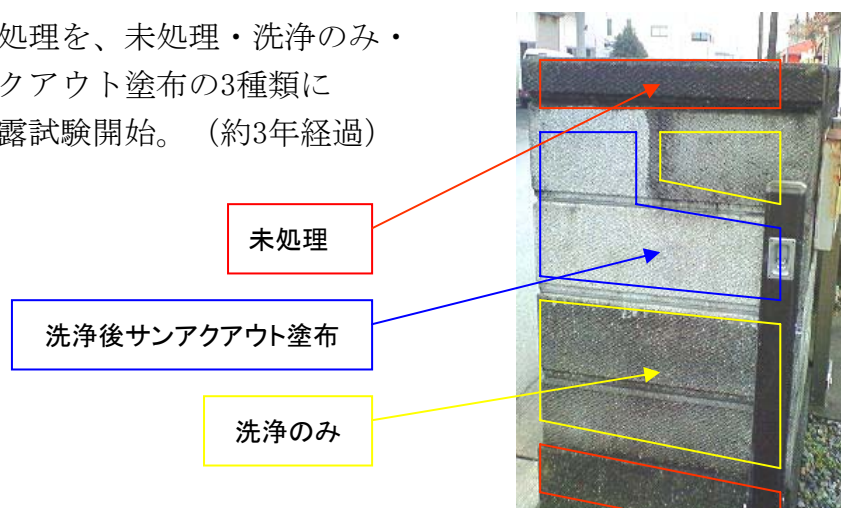 処理を、未処理・洗浄のみ・
クアウト塗布の3種類に
露試験開始。（約3年経過）
未処理
洗浄後サンアクアウト塗布
洗浄のみ